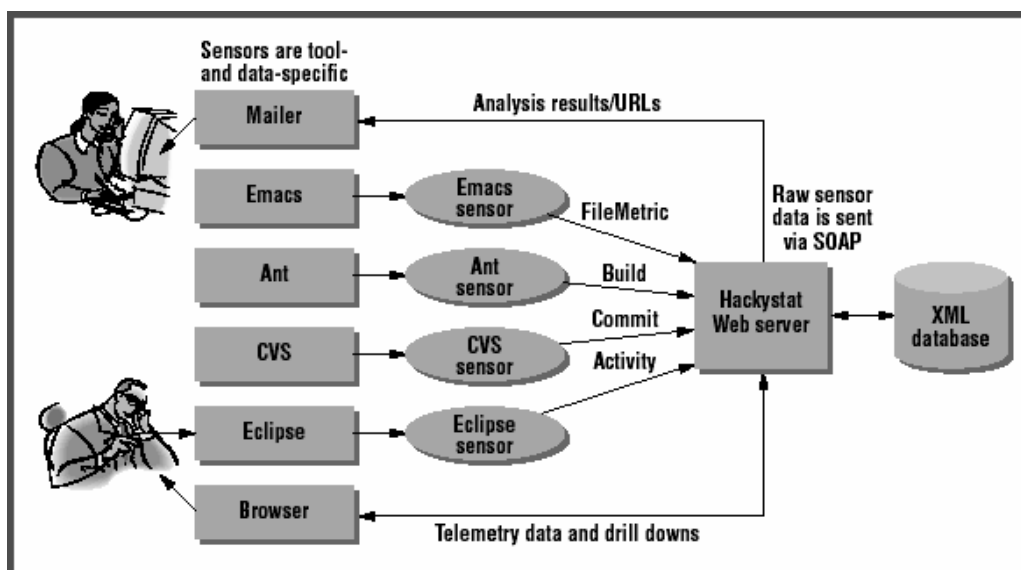 Sensors are tool-
and data-specific
Mailer
Analysis results/URLs
Emacs
Emacs
sensor
FileMetric
Raw sensor
data is sent
via SOAP
Ant
Ant
sensor
Build
Hackystat
Web server
XML
database
CVS
CVS
sensor
Commit
Activity
Eclipse
Eclipse
sensor
Browser
Telemetry data and drill downs